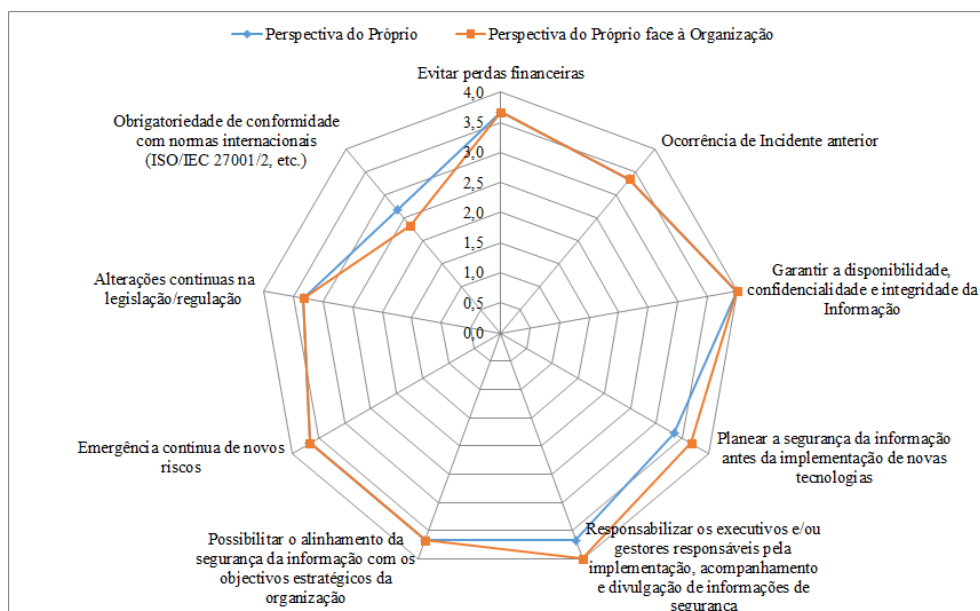 Perspectiva do Próprio
Perspectiva do Próprio face à Organização
Evitar perdas financeiras
4,0
3,5
3,0
2,5
2,0
1,5
1,0
0,5
0,0
Ocorrência de Incidente anterior
Garantir a disponibilidade,
confidencialidade e integridade da
Informação
Planear a segurança da informação
antes da implementação de novas
tecnologias
Responsabilizar os executivos e/ou
gestores responsáveis pela
implementação, acompanhamento
e divulgação de informações de
segurança
Possibilitar o alinhamento da
segurança da informação com os
objectivos estratégicos da
organização
Emergência continua de novos
riscos
Alterações continuas na
legislação/regulação
Obrigatoriedade de conformidade
com normas internacionais
(ISO/IEC 27001/2, etc.)